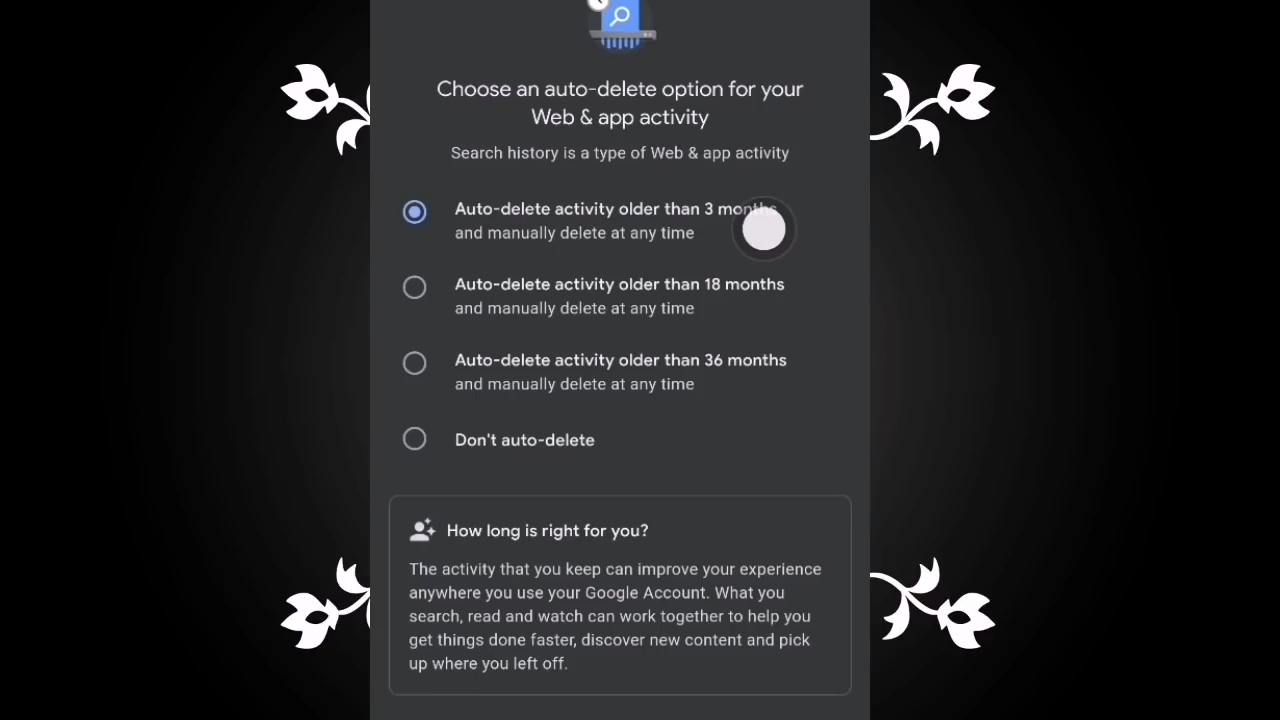 Choose an auto-delete option for your
Web & app activity
Search history is a type of Web & app activity
Auto-delete activity older than 3 months
and manually delete at any time
Auto-delete activity older than 18 months
and manually delete at any time
Auto-delete activity older than 36 months
and manually delete at any time
Don't auto-delete
How long is right for you?
The activity that you keep can improve your experience
anywhere you use your Google Account. What you
search, read and watch can work together to help you
get things done faster, discover new content and pick
up where you left off.